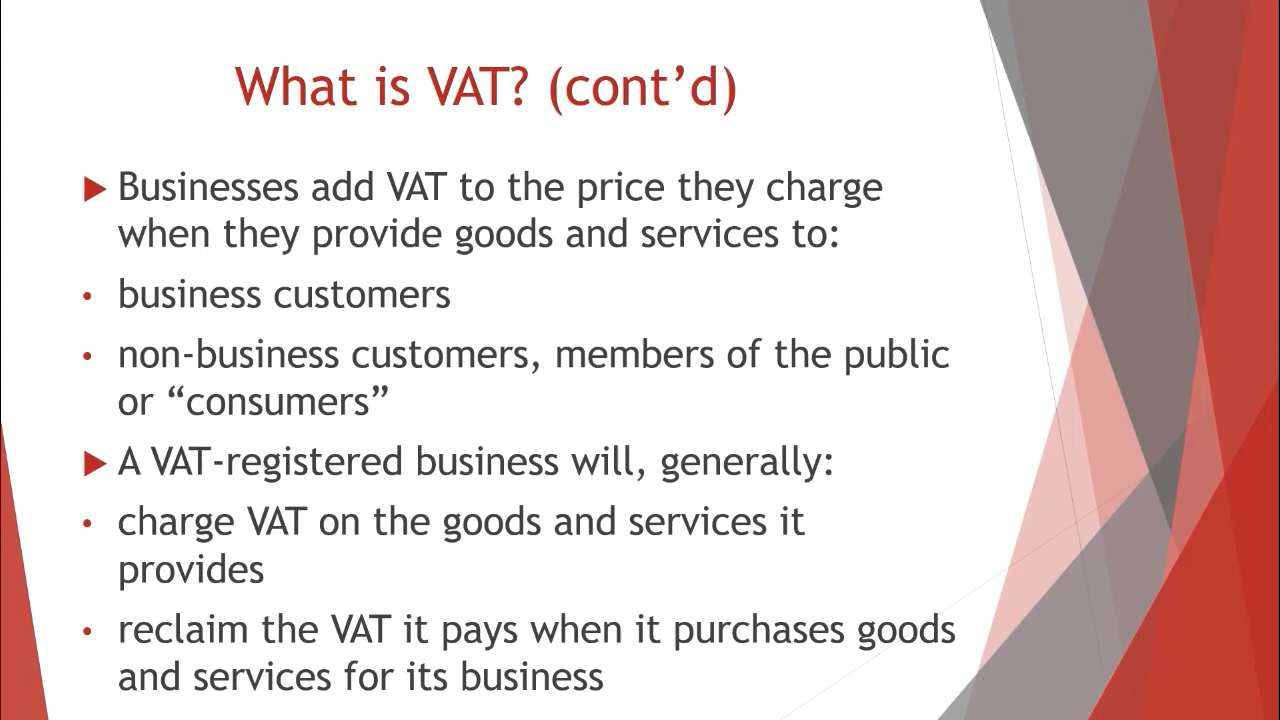 What is VAT? (cont’d)
Businesses add VAT to the price they charge
when they provide goods and services to:
• business customers
• non-business customers, members of the public
or “consumers”
A VAT-registered business will, generally:
• charge VAT on the goods and services it
provides
• reclaim the VAT it pays when it purchases goods
and services for its business